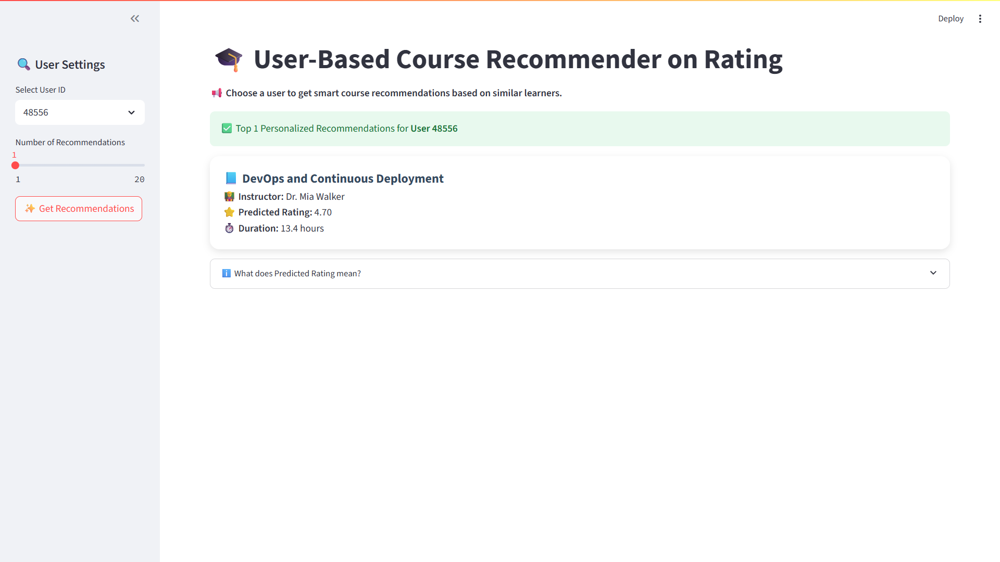 Deploy
🔍 User Settings
Select User ID
48556
Number of Recommendations
1
1 20
✨ Get Recommendations
🎓 User-Based Course Recommender on Rating
📢 Choose a user to get smart course recommendations based on similar learners.
✅ Top 1 Personalized Recommendations for User 48556
📘 DevOps and Continuous Deployment
👨‍🏫 Instructor: Dr. Mia Walker
⭐ Predicted Rating: 4.70
⏱ Duration: 13.4 hours
ℹ️ What does Predicted Rating mean?